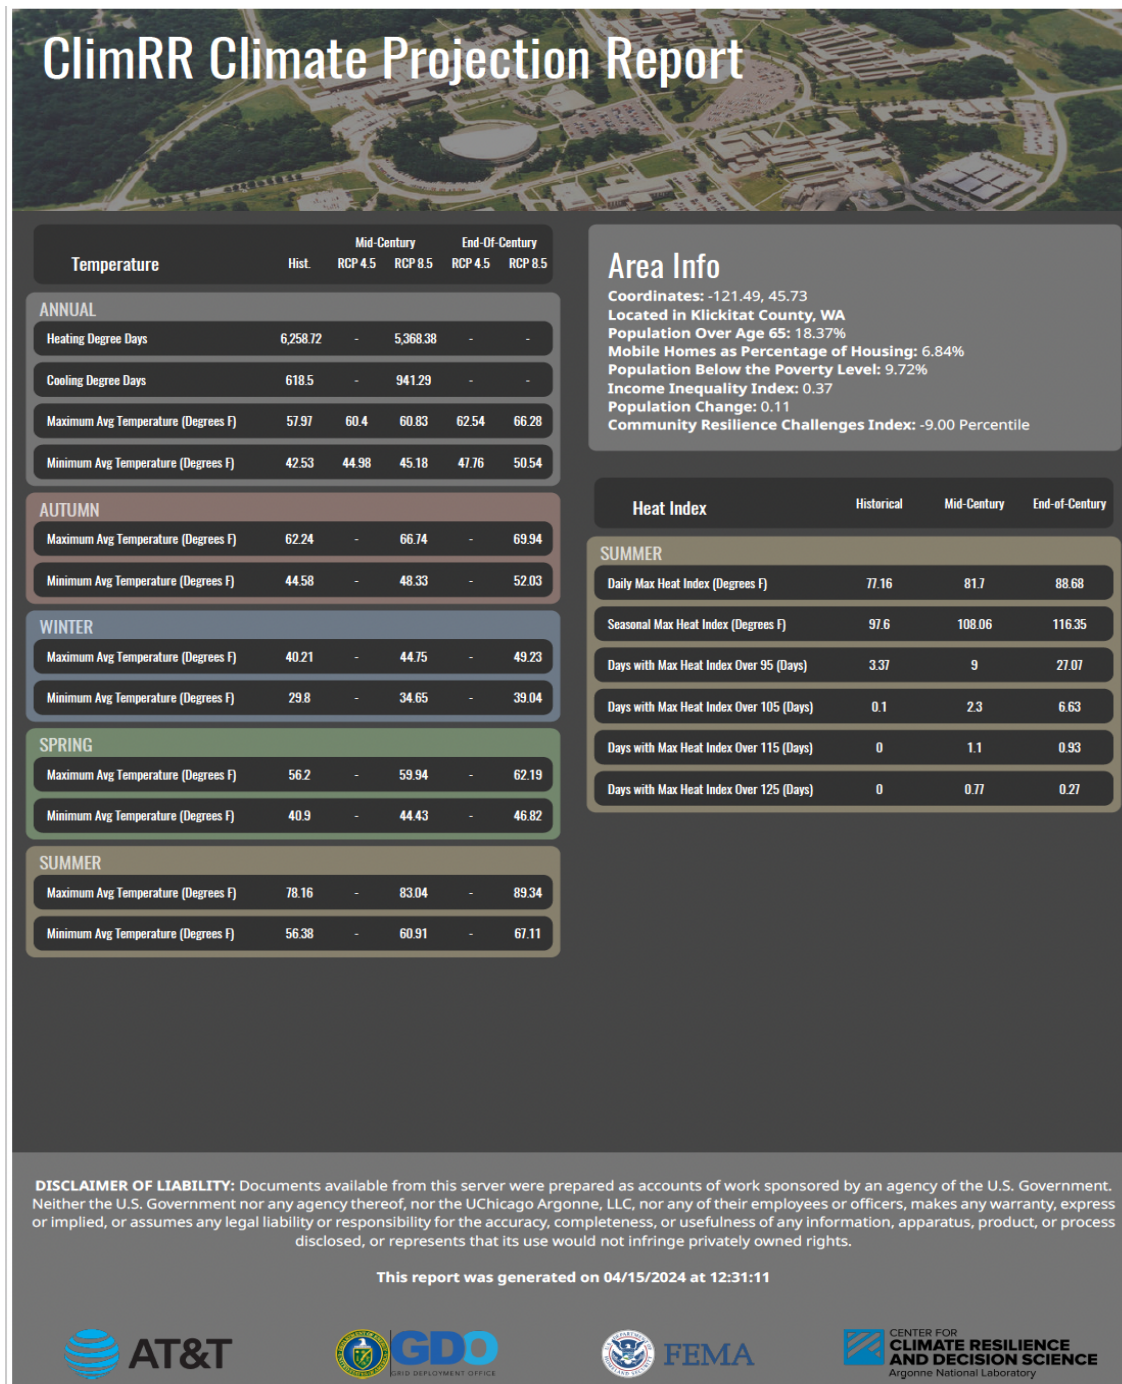 ClimRR Climate Projection Report
Mid-Century End-Of-Century
Temperature Hist. RCP 4.5 RCP 8.5 RCP 4.5 RCP 8.5
ANNUAL
Heating Degree Days 6,258.72 - 5,368.38 - -
Cooling Degree Days 618.5 - 941.29 - -
Maximum Avg Temperature (Degrees F) 57.97 60.4 60.83 62.54 66.28
Minimum Avg Temperature (Degrees F) 42.53 44.98 45.18 47.76 50.54
AUTUMN
Maximum Avg Temperature (Degrees F) 62.24 - 66.74 - 69.94
Minimum Avg Temperature (Degrees F) 44.58 - 48.33 - 52.03
WINTER
Maximum Avg Temperature (Degrees F) 40.21 - 44.75 - 49.23
Minimum Avg Temperature (Degrees F) 29.8 - 34.65 - 39.04
SPRING
Maximum Avg Temperature (Degrees F) 56.2 - 59.94 - 62.19
Minimum Avg Temperature (Degrees F) 40.9 - 44.43 - 46.82
SUMMER
Maximum Avg Temperature (Degrees F) 78.16 - 83.04 - 89.34
Minimum Avg Temperature (Degrees F) 56.38 - 60.91 - 67.11
Area Info
Coordinates: -121.49, 45.73
Located in Klickitat County, WA
Population Over Age 65: 18.37%
Mobile Homes as Percentage of Housing: 6.84%
Population Below the Poverty Level: 9.72%
Income Inequality Index: 0.37
Population Change: 0.11
Community Resilience Challenges Index: -9.00 Percentile
Heat Index Historical Mid-Century End-of-Century
SUMMER
Daily Max Heat Index (Degrees F) 77.16 81.7 88.68
Seasonal Max Heat Index (Degrees F) 97.6 108.06 116.35
Days with Max Heat Index Over 95 (Days) 3.37 9 27.07
Days with Max Heat Index Over 105 (Days) 0.1 2.3 6.63
Days with Max Heat Index Over 115 (Days) 0 1.1 0.93
Days with Max Heat Index Over 125 (Days) 0 0.77 0.27
DISCLAIMER OF LIABILITY: Documents available from this server were prepared as accounts of work sponsored by an agency of the U.S. Government.
Neither the U.S. Government nor any agency thereof, nor the UChicago Argonne, LLC, nor any of their employees or officers, makes any warranty, express
or implied, or assumes any legal liability or responsibility for the accuracy, completeness, or usefulness of any information, apparatus, product, or process
disclosed, or represents that its use would not infringe privately owned rights.
This report was generated on 04/15/2024 at 12:31:11
AT&T
GDO
GRID DEPLOYMENT OFFICE
FEMA
CENTER FOR
CLIMATE RESILIENCE
AND DECISION SCIENCE
Argonne National Laboratory